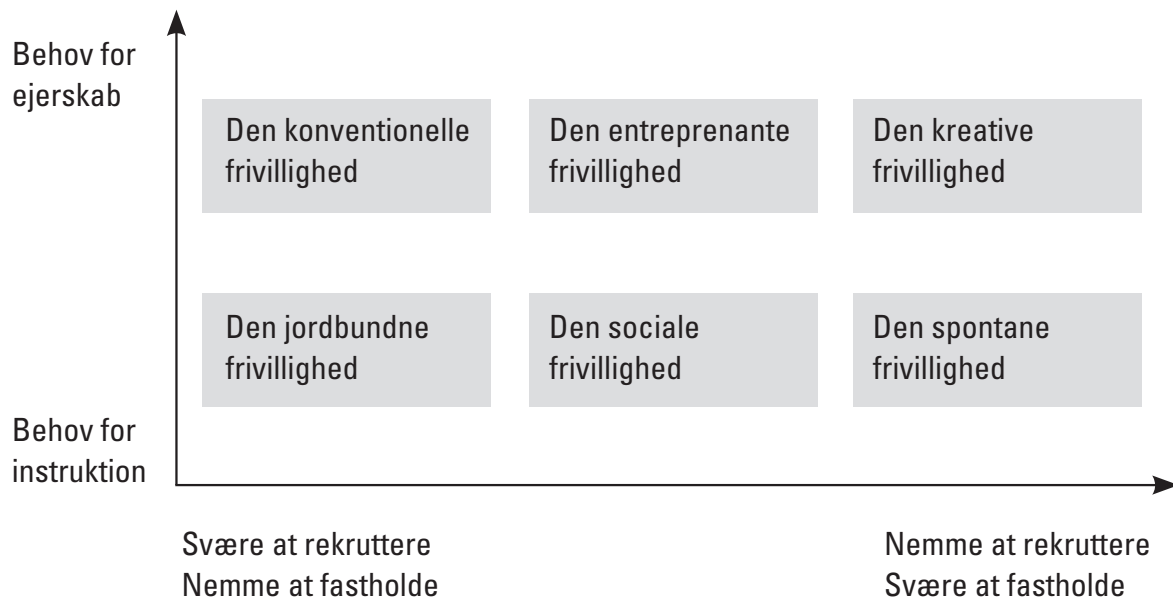 Behov for
ejerskab
Den konventionelle
frivillighed
Den entreprenante
frivillighed
Den kreative
frivillighed
Den jordbundne
frivillighed
Den sociale
frivillighed
Den spontane
frivillighed
Behov for
instruktion
Svære at rekruttere
Nemme at fastholde
Nemme at rekruttere
Svære at fastholde